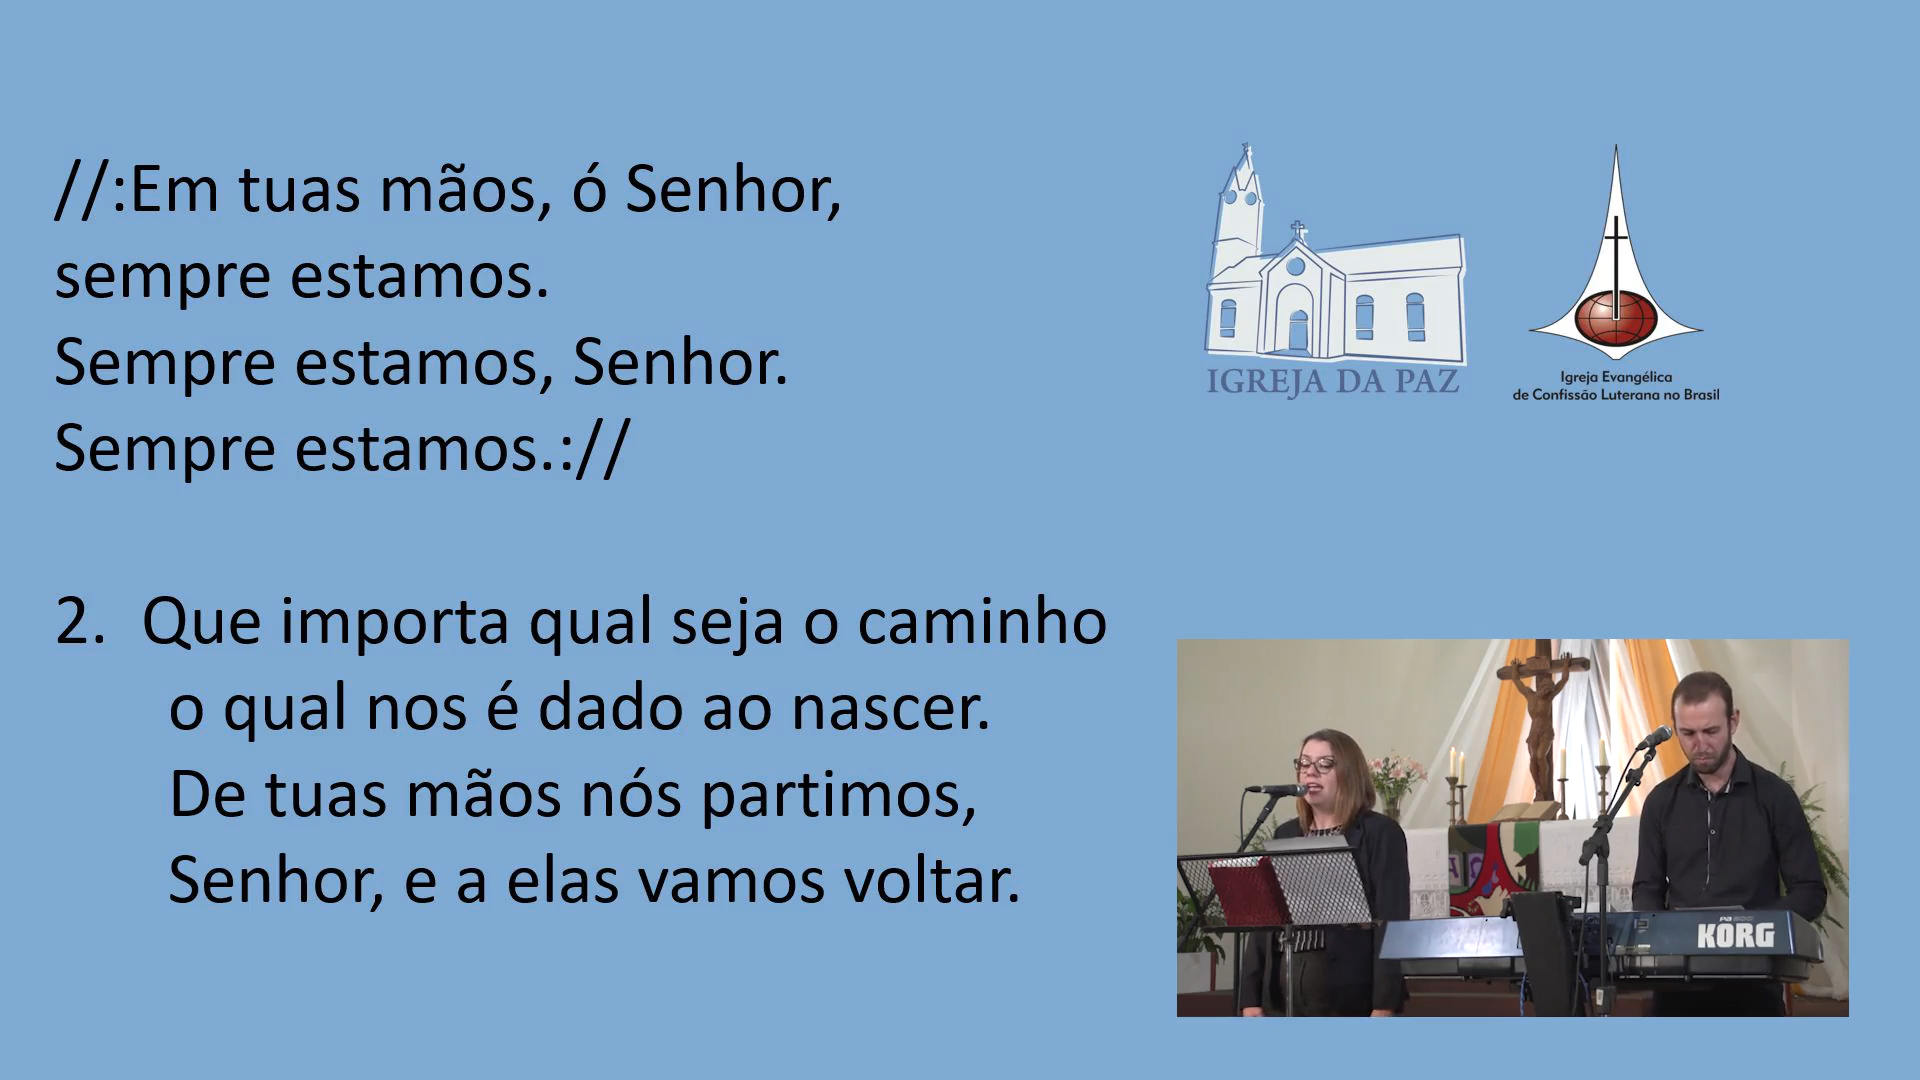 //:Em tuas mãos, ó Senhor,
sempre estamos.
Sempre estamos, Senhor.
Sempre estamos.://
2. Que importa qual seja o caminho
o qual nos é dado ao nascer.
De tuas mãos nós partimos,
Senhor, e a elas vamos voltar.
IGREJA DA PAZ
Igreja Evangélica
de Confissão Luterana no Brasil
KORG